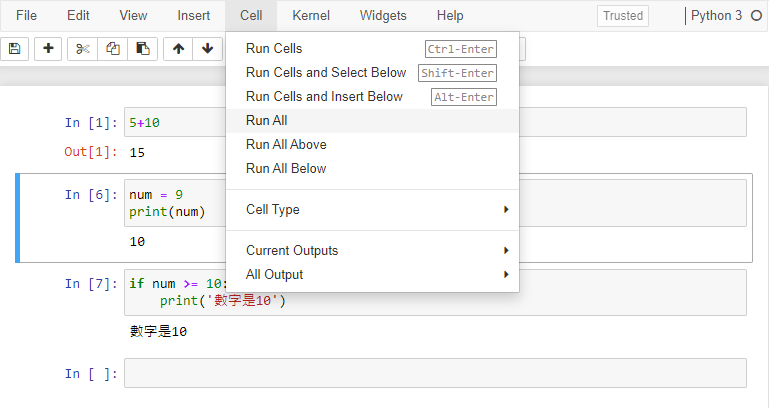 File Edit View Insert Cell Kernel Widgets Help Trusted Python 3
Run Cells Ctrl-Enter
Run Cells and Select Below Shift-Enter
Run Cells and Insert Below Alt-Enter
Run All
Run All Above
Run All Below
Cell Type
Current Outputs
All Output
In [1]: 5+10
Out[1]: 15
In [6]: num = 9
print(num)
10
In [7]: if num >= 10:
print('數字是10')
數字是10
In [ ]: